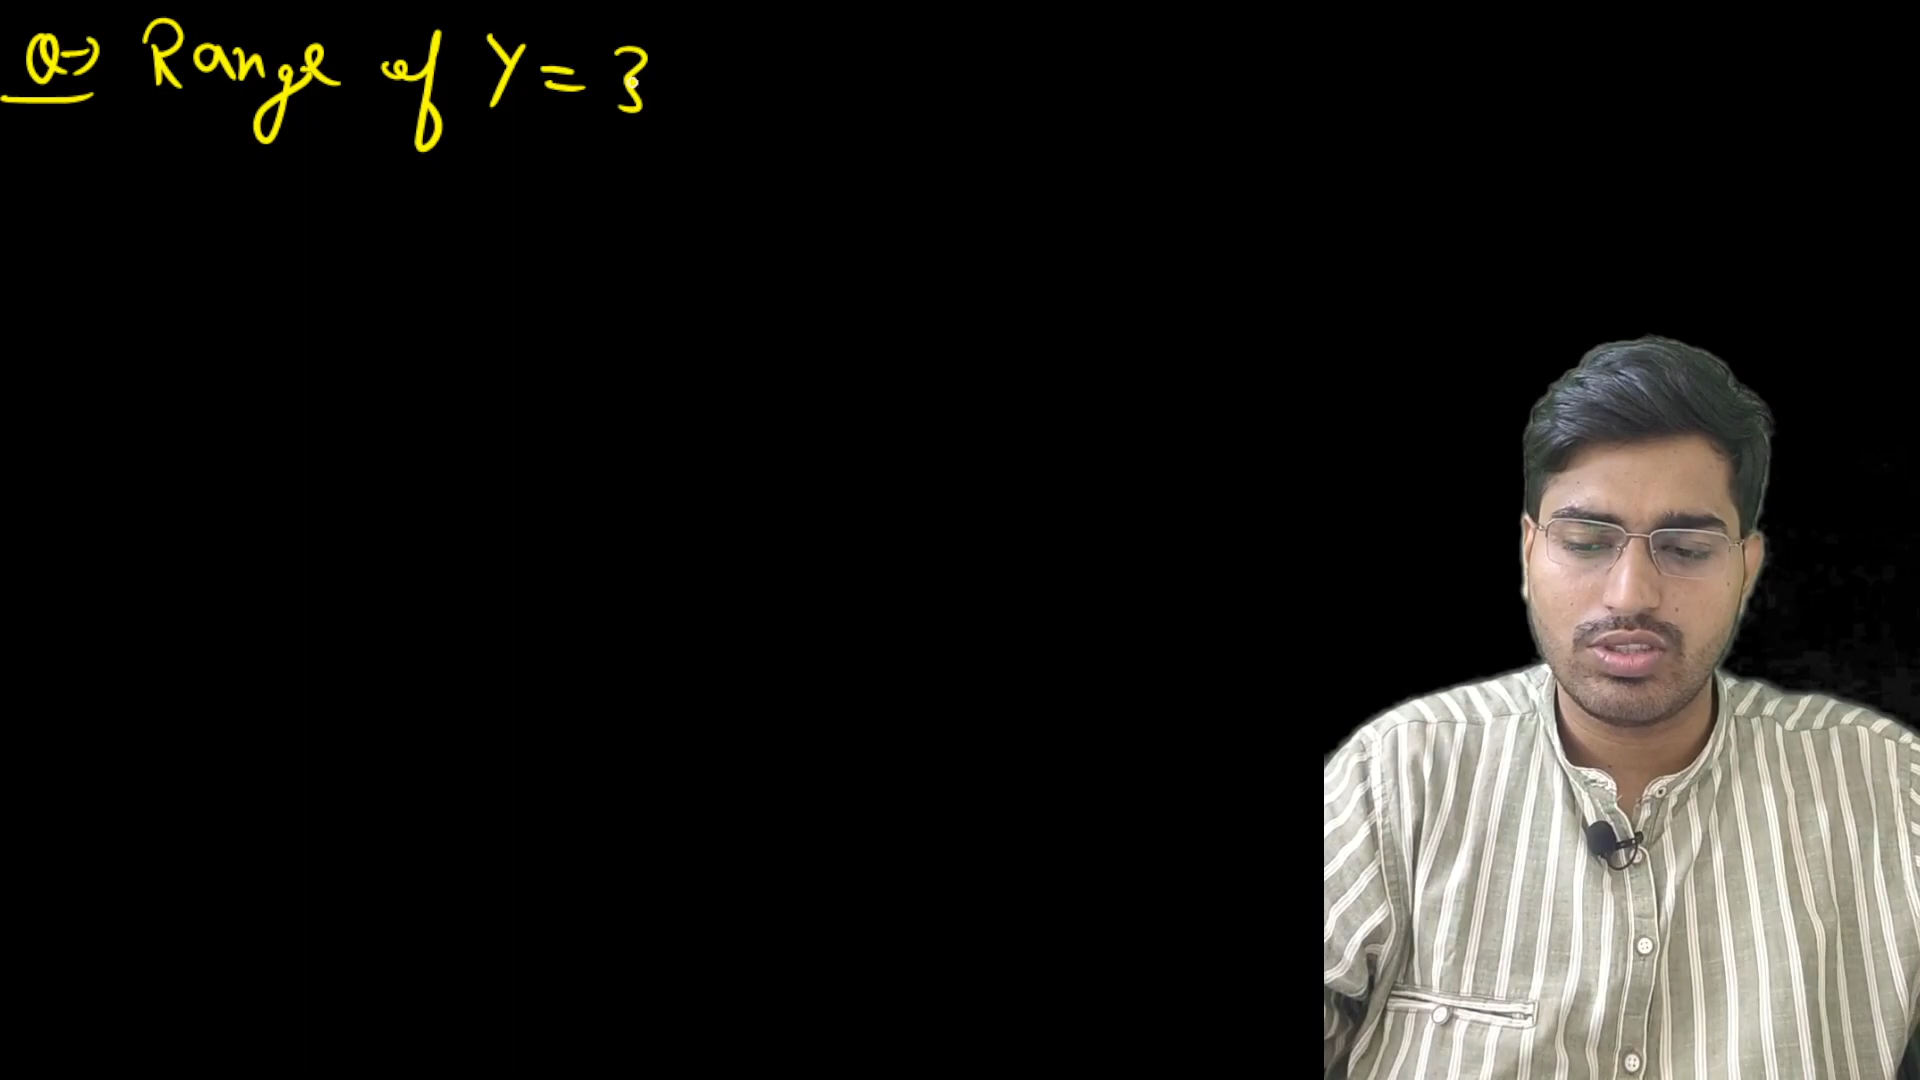 Q→ Range of Y = 3